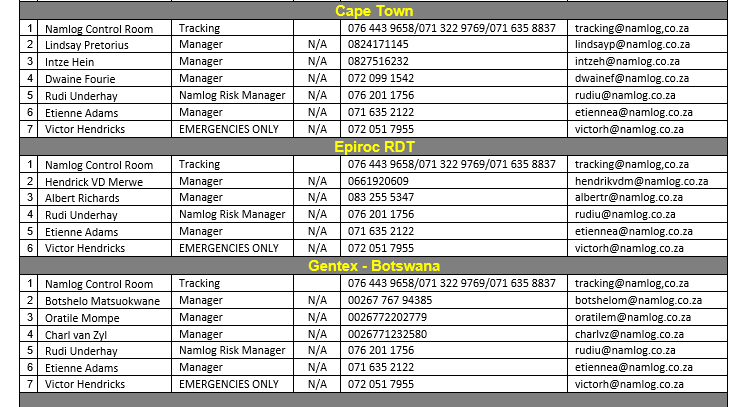 Cape Town
1 Namlog Control Room Tracking 076 443 9658/071 322 9769/071 635 8837 tracking@namlog,co.za
2 Lindsay Pretorius Manager N/A 0824171145 lindsayp@namlog.co.za
3 Intze Hein Manager N/A 0827516232 intzeh@namlog.co.za
4 Dwaine Fourie Manager N/A 072 099 1542 dwainef@namlog.co.za
5 Rudi Underhay Namlog Risk Manager N/A 076 201 1756 rudiu@namlog.co.za
6 Etienne Adams Manager N/A 071 635 2122 etiennea@namlog.co.za
7 Victor Hendricks EMERGENCIES ONLY N/A 072 051 7955 victorh@namlog.co.za
Epiroc RDT
1 Namlog Control Room Tracking 076 443 9658/071 322 9769/071 635 8837 tracking@namlog,co.za
2 Hendrick VD Merwe Manager N/A 0661920609 hendrikvdm@namlog.co.za
3 Albert Richards Manager N/A 083 255 5347 albertr@namlog.co.za
4 Rudi Underhay Namlog Risk Manager N/A 076 201 1756 rudiu@namlog.co.za
5 Etienne Adams Manager N/A 071 635 2122 etiennea@namlog.co.za
6 Victor Hendricks EMERGENCIES ONLY N/A 072 051 7955 victorh@namlog.co.za
Gentex - Botswana
1 Namlog Control Room Tracking 076 443 9658/071 322 9769/071 635 8837 tracking@namlog,co.za
2 Botshelo Matsuokwane Manager N/A 00267 767 94385 botshelom@namlog.co.za
3 Oratile Mompe Manager N/A 0026772202779 oratilem@namlog.co.za
4 Charl van Zyl Manager N/A 0026771232580 charlvz@namlog.co.za
5 Rudi Underhay Namlog Risk Manager N/A 076 201 1756 rudiu@namlog.co.za
6 Etienne Adams Manager N/A 071 635 2122 etiennea@namlog.co.za
7 Victor Hendricks EMERGENCIES ONLY N/A 072 051 7955 victorh@namlog.co.za